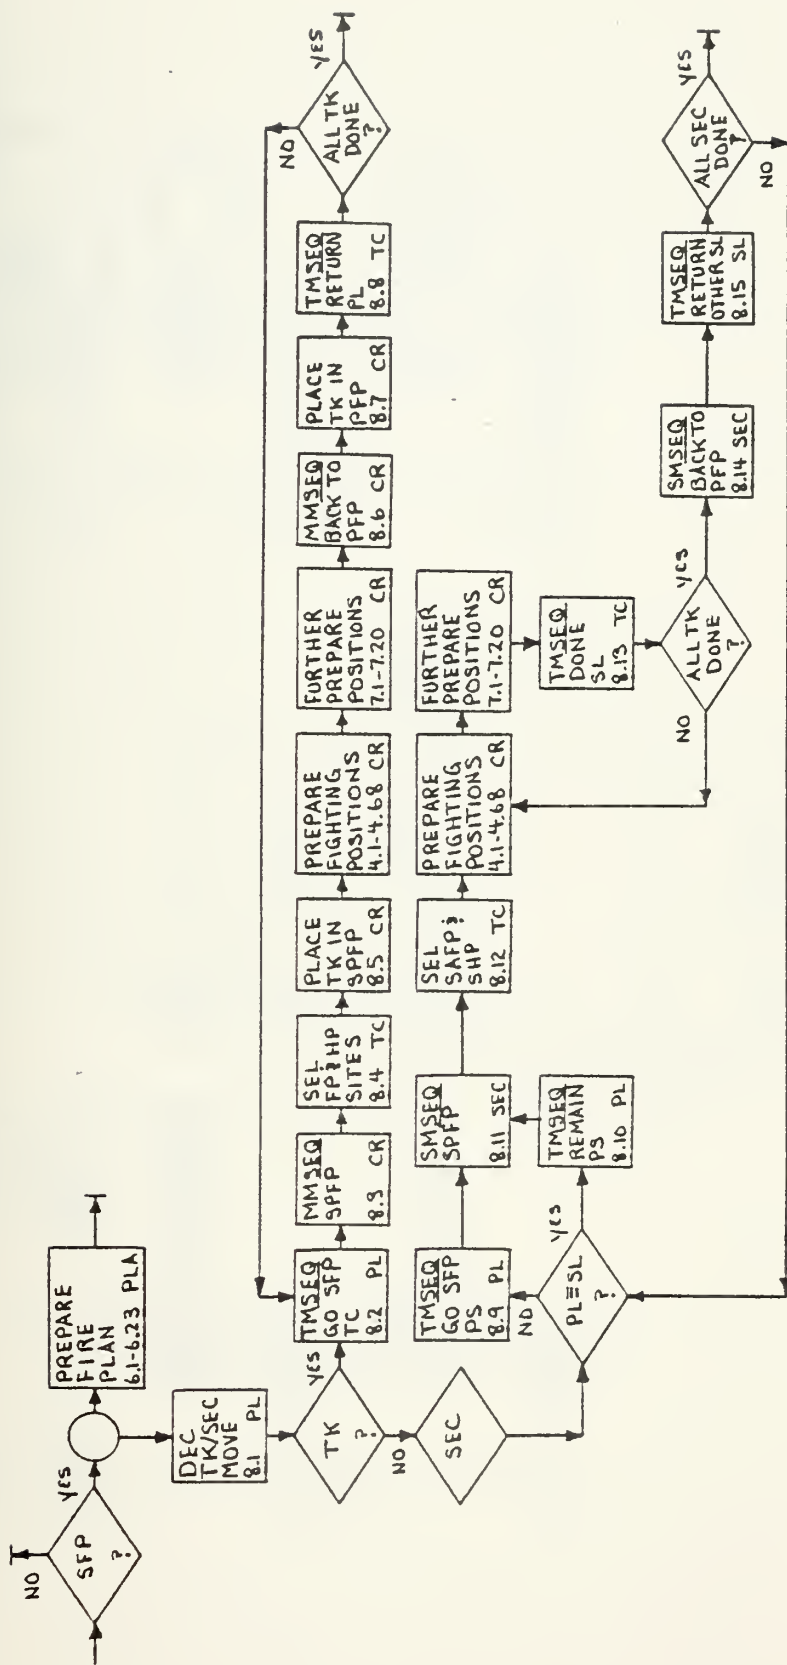 SFP
?
NO
YES
PREPARE
FIRE
PLAN
6.1-6.23 PLA
DEC
TK/SEC
MOVE
8.1 PL
TK
?
YES
NO
SEC
TMSEQ
GO SFP
TC
8.2 PL
MMSEQ
SPFP
8.3 CR
SEL
FP & HP
SITES
8.4 TC
PLACE
TK IN
SPFP
8.5 CR
PREPARE
FIGHTING
POSITIONS
4.1-4.68 CR
FURTHER
PREPARE
POSITIONS
7.1-7.20 CR
MMSEQ
BACK TO
PFP
8.6 CR
PLACE
TK IN
PFP
8.7 CR
TMSEQ
RETURN
PL
8.8 TC
ALL TK
DONE
?
YES
NO
PL≡SL
?
NO
YES
TMSEQ
GO SFP
PS
8.9 PL
TMSEQ
REMAIN
PS
8.10 PL
SMSEQ
SPFP
8.11 SEC
SEL
SAFP &
SHP
8.12 TC
PREPARE
FIGHTING
POSITIONS
4.1-4.68 CR
FURTHER
PREPARE
POSITIONS
7.1-7.20 CR
TMSEQ
DONE
SL
8.13 TC
ALL TK
DONE
?
NO
YES
SMSEQ
BACK TO
PFP
8.14 SEC
TMSEQ
RETURN
OTHER SL
8.15 SL
ALL SEC
DONE
?
YES
NO